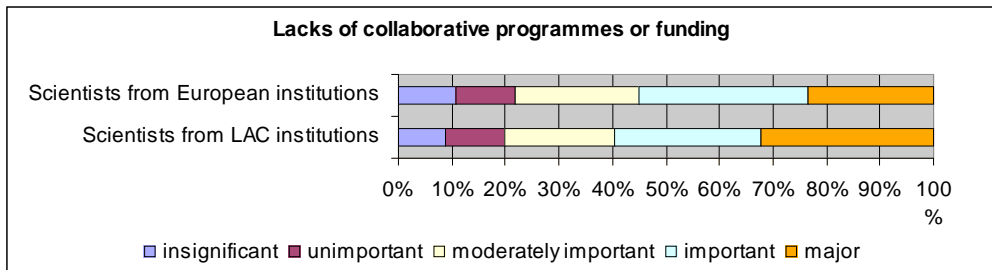 Lacks of collaborative programmes or funding
Scientists from European institutions
Scientists from LAC institutions
0% 10% 20% 30% 40% 50% 60% 70% 80% 90% 100
%
insignificant unimportant moderately important important major